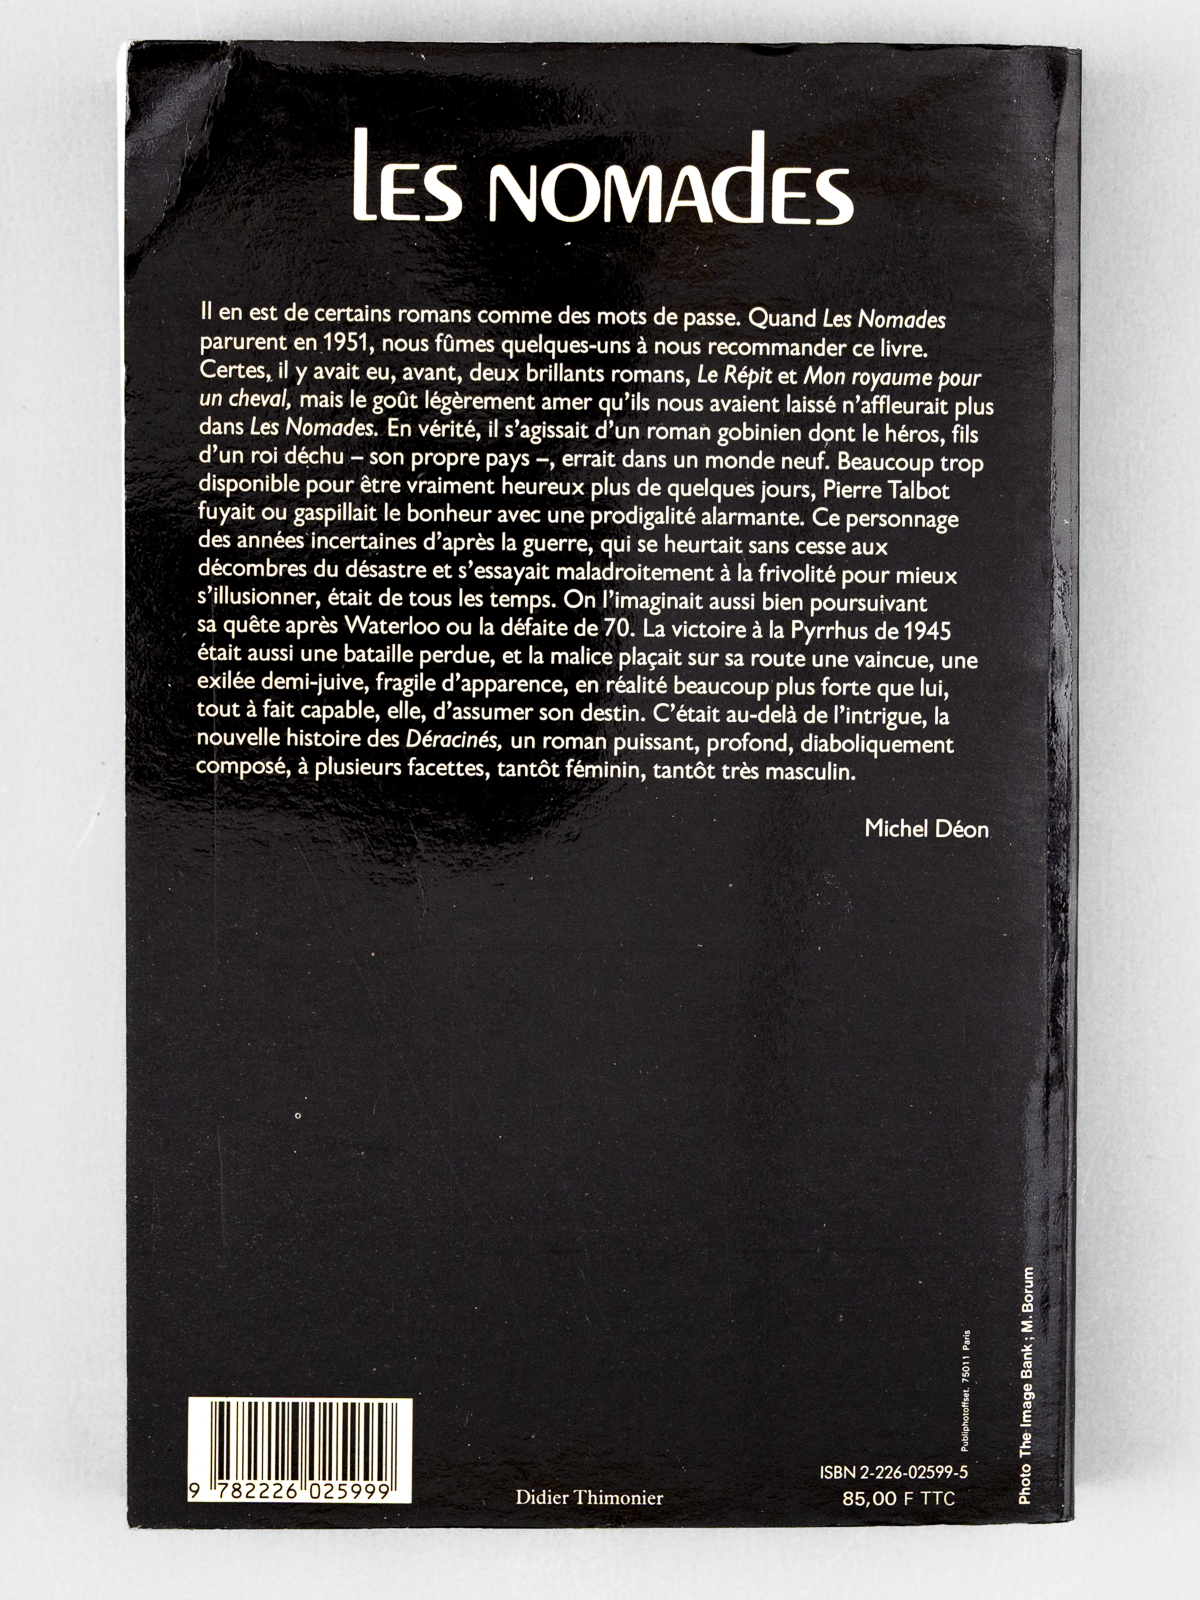 LES NOMADES
Il en est de certains romans comme des mots de passe. Quand Les Nomades
parurent en 1951, nous fûmes quelques-uns à nous recommander ce livre.
Certes, il y avait eu, avant, deux brillants romans, Le Répit et Mon royaume pour
un cheval, mais le goût légèrement amer qu'ils nous avaient laissé n'affleurait plus
dans Les Nomades. En vérité, il s'agissait d'un roman gobinien dont le héros, fils
d'un roi déchu – son propre pays –, errait dans un monde neuf. Beaucoup trop
disponible pour être vraiment heureux plus de quelques jours, Pierre Talbot
fuyait ou gaspillait le bonheur avec une prodigalité alarmante. Ce personnage
des années incertaines d'après la guerre, qui se heurtait sans cesse aux
décombres du désastre et s'essayait maladroitement à la frivolité pour mieux
s'illusionner, était de tous les temps. On l'imaginait aussi bien poursuivant
sa quête après Waterloo ou la défaite de 70. La victoire à la Pyrrhus de 1945
était aussi une bataille perdue, et la malice plaçait sur sa route une vaincue, une
exilée demi-juive, fragile d'apparence, en réalité beaucoup plus forte que lui,
tout à fait capable, elle, d'assumer son destin. C'était au-delà de l'intrigue, la
nouvelle histoire des Déracinés, un roman puissant, profond, diaboliquement
composé, à plusieurs facettes, tantôt féminin, tantôt très masculin.
Michel Déon
9 782226 025999
Didier Thimonier
ISBN 2-226-02599-5
85,00 F TTC
Publiphotoffset, 75011 Paris
Photo The Image Bank ; M. Borum